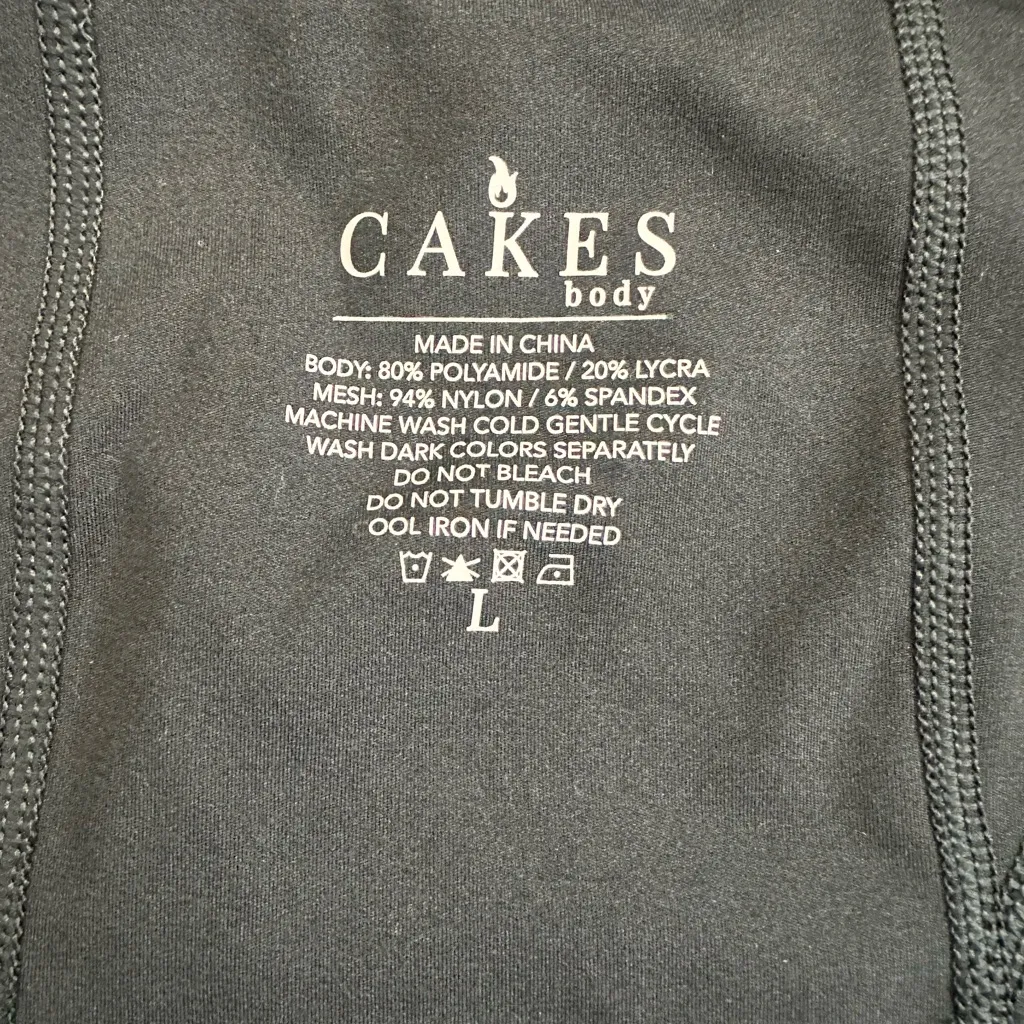 CAKES
body
MADE IN CHINA
BODY: 80% POLYAMIDE / 20% LYCRA
MESH: 94% NYLON / 6% SPANDEX
MACHINE WASH COLD GENTLE CYCLE
WASH DARK COLORS SEPARATELY
DO NOT BLEACH
DO NOT TUMBLE DRY
OOL IRON IF NEEDED
L